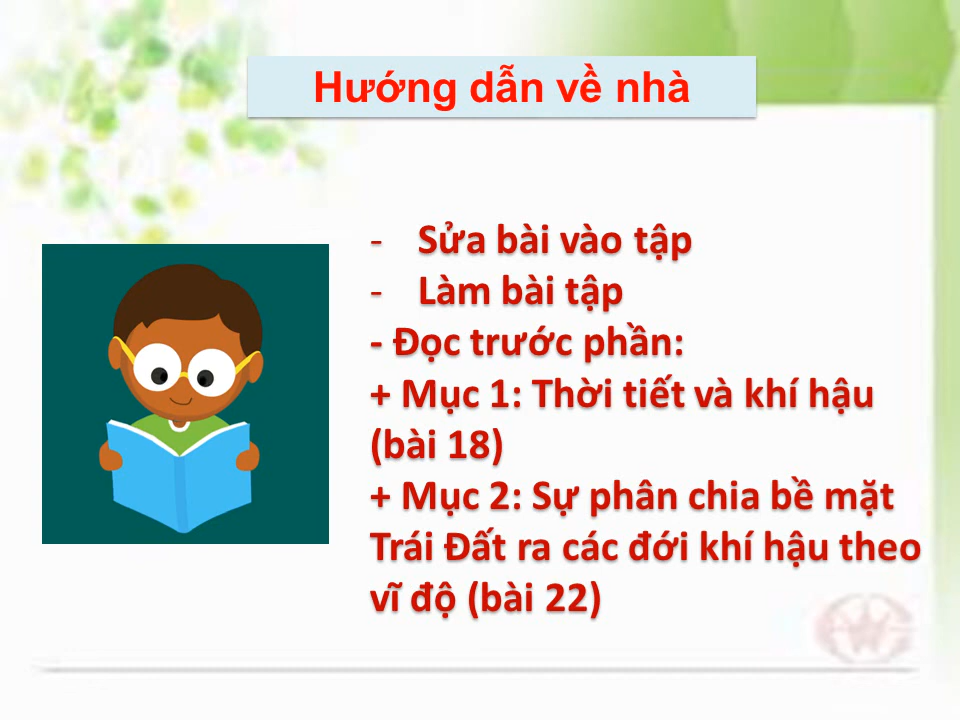 Hướng dẫn về nhà
- Sửa bài vào tập
- Làm bài tập
- Đọc trước phần:
+ Mục 1: Thời tiết và khí hậu
(bài 18)
+ Mục 2: Sự phân chia bề mặt
Trái Đất ra các đới khí hậu theo
vĩ độ (bài 22)